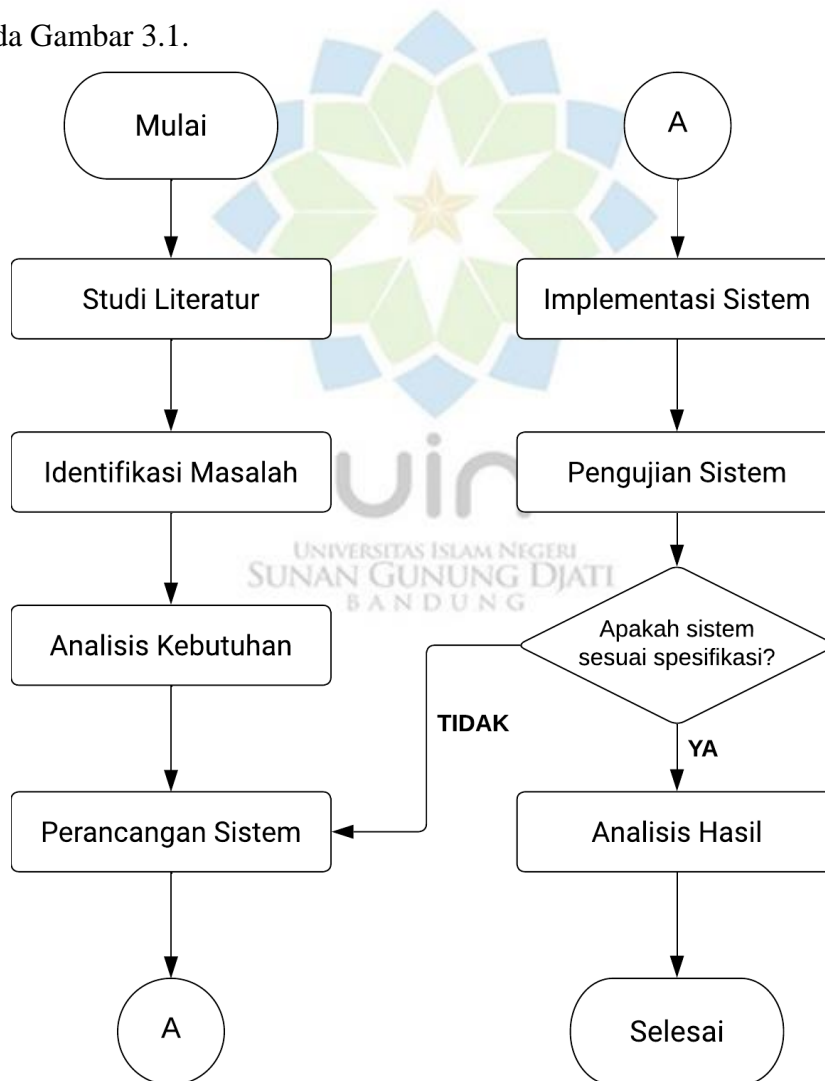 da Gambar 3.1.
Mulai
Studi Literatur
Identifikasi Masalah
Analisis Kebutuhan
Perancangan Sistem
A
A
Implementasi Sistem
Pengujian Sistem
Apakah sistem
sesuai spesifikasi?
TIDAK
YA
Analisis Hasil
Selesai
uin
UNIVERSITAS ISLAM NEGERI
SUNAN GUNUNG DJATI
BANDUNG